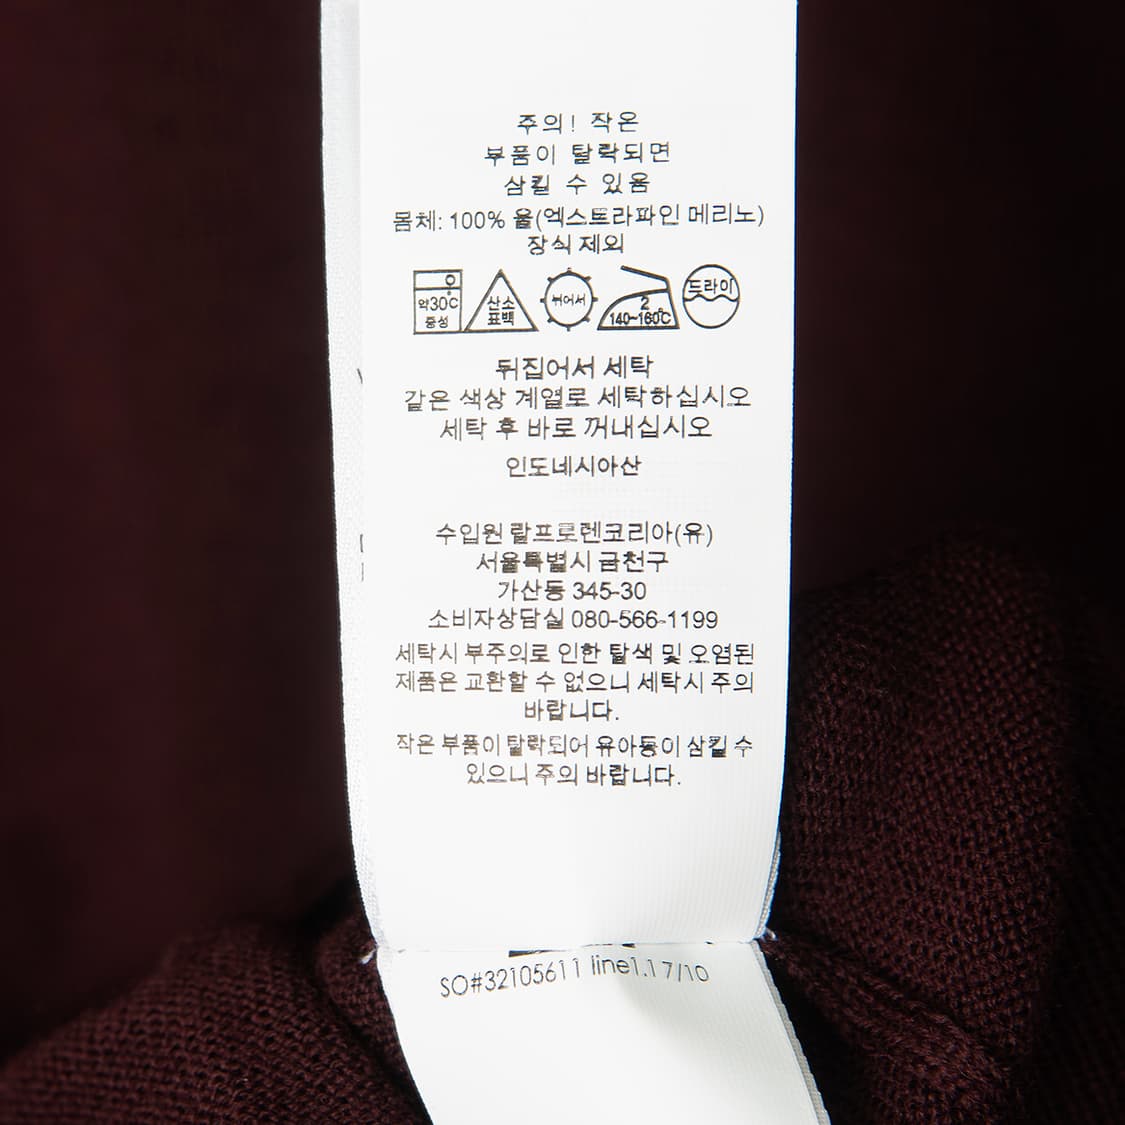 주의! 작은
부품이 탈락되면
삼킬 수 있음
몸체: 100% 울(엑스트라파인 메리노)
장식 제외
약30℃
중성
산소
표백
뉘어서
2
140~160℃
드라이
뒤집어서 세탁
같은 색상 계열로 세탁하십시오
세탁 후 바로 꺼내십시오
인도네시아산
수입원 랄프로렌코리아(유)
서울특별시 금천구
가산동 345-30
소비자상담실 080-566-1199
세탁시 부주의로 인한 탈색 및 오염된
제품은 교환할 수 없으니 세탁시 주의
바랍니다.
작은 부품이 탈락되어 유아동이 삼킬 수
있으니 주의 바랍니다.
SO#32105611 line1.17/10